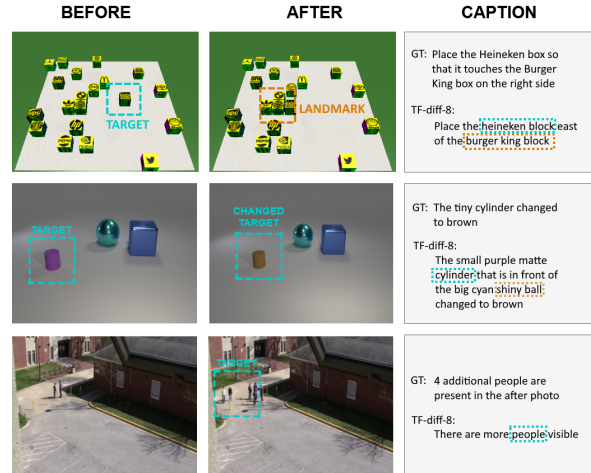 BEFORE
AFTER
CAPTION
TARGET
LANDMARK
GT: Place the Heineken box so
that it touches the Burger
King box on the right side
TF-diff-8:
Place the heineken block east
of the burger king block
TARGET
CHANGED
TARGET
GT: The tiny cylinder changed
to brown
TF-diff-8:
The small purple matte
cylinder that is in front of
the big cyan shiny ball
changed to brown
TARGET
GT: 4 additional people are
present in the after photo
TF-diff-8:
There are more people visible